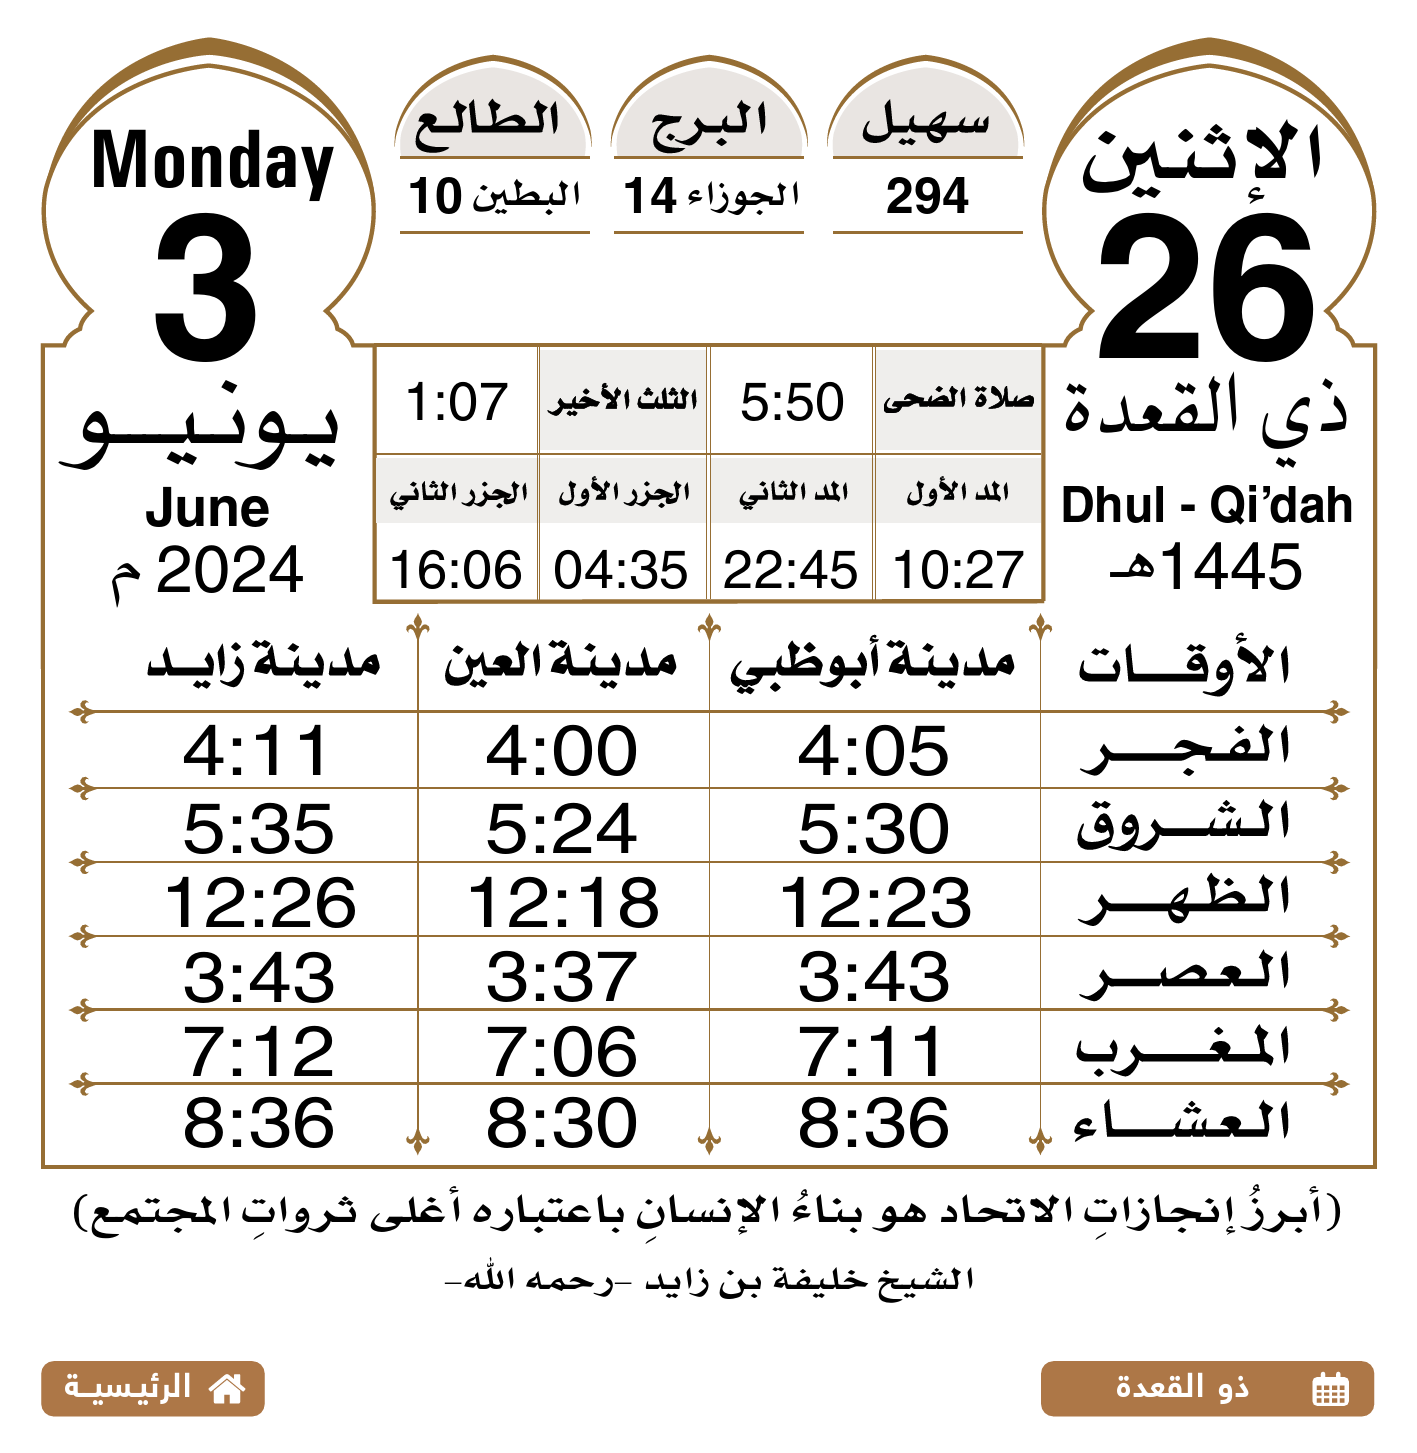 الإثنين
26
ذي القعدة
Dhul - Qi’dah
1445هـ
سهيل
294
البرج
الجوزاء 14
الطالع
البطين 10
Monday
3
يونيو
June
2024 م
صلاة الضحى 5:50 الثلث الأخير 1:07
المد الأول المد الثاني الجزر الأول الجزر الثاني
10:27 22:45 04:35 16:06
الأوقات مدينة أبوظبي مدينة العين مدينة زايد
الفجر 4:05 4:00 4:11
الشروق 5:30 5:24 5:35
الظهر 12:23 12:18 12:26
العصر 3:43 3:37 3:43
المغرب 7:11 7:06 7:12
العشاء 8:36 8:30 8:36
(أبرزُ إنجازاتِ الاتحاد هو بناءُ الإنسانِ باعتباره أغلى ثرواتِ المجتمع)
الشيخ خليفة بن زايد –رحمه الله–
ذو القعدة
الرئيسية